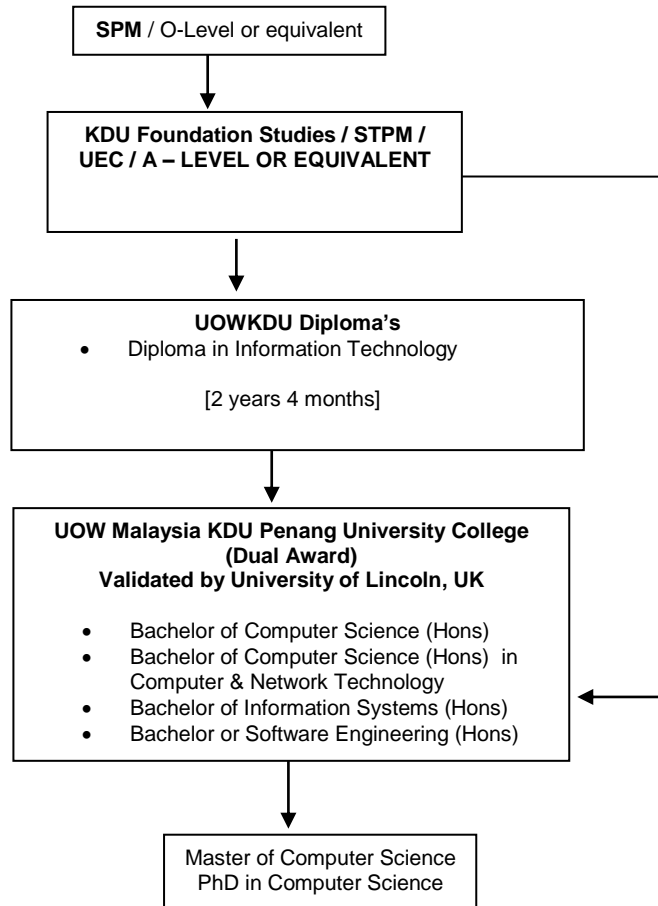 SPM / O-Level or equivalent
KDU Foundation Studies / STPM /
UEC / A – LEVEL OR EQUIVALENT
UOWKDU Diploma’s
• Diploma in Information Technology
[2 years 4 months]
UOW Malaysia KDU Penang University College
(Dual Award)
Validated by University of Lincoln, UK
• Bachelor of Computer Science (Hons)
• Bachelor of Computer Science (Hons) in
Computer & Network Technology
• Bachelor of Information Systems (Hons)
• Bachelor or Software Engineering (Hons)
Master of Computer Science
PhD in Computer Science